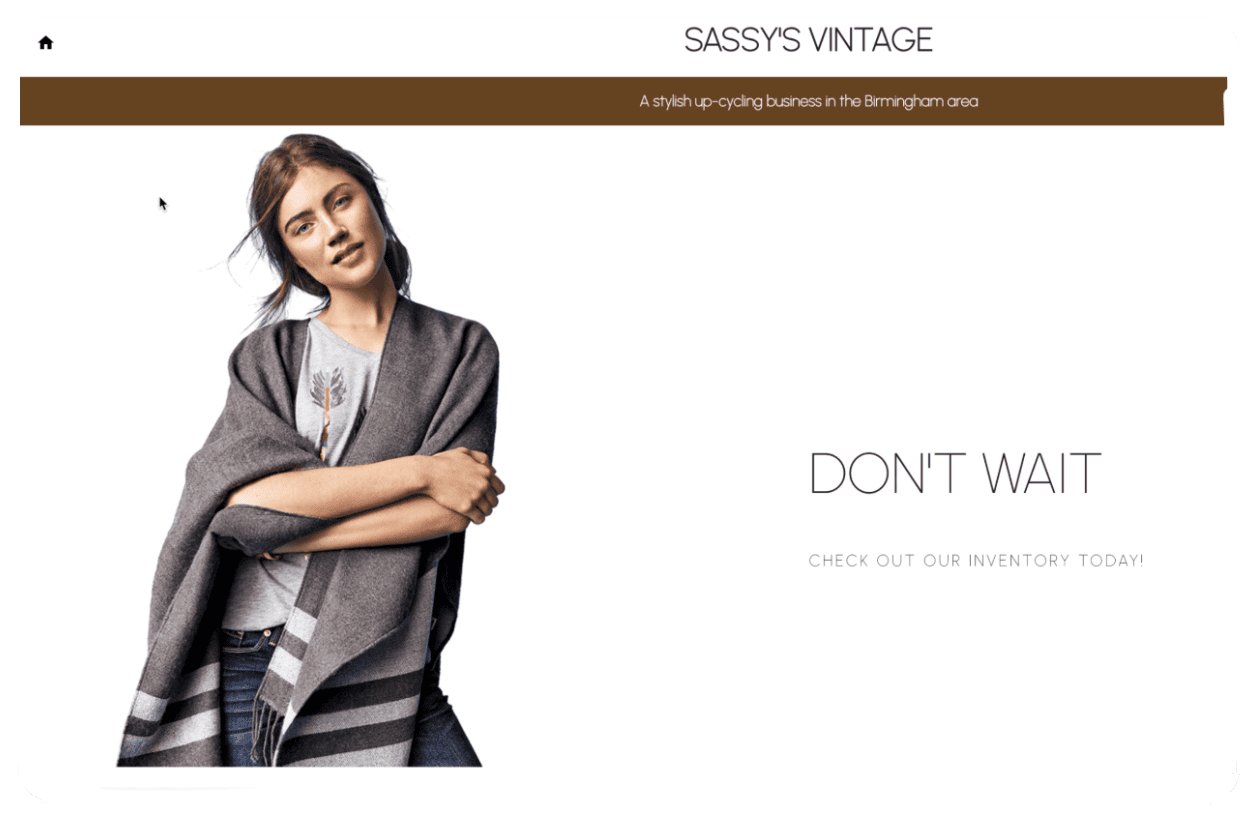 SASSY'S VINTAGE
A stylish up-cycling business in the Birmingham area
DON'T WAIT
CHECK OUT OUR INVENTORY TODAY!